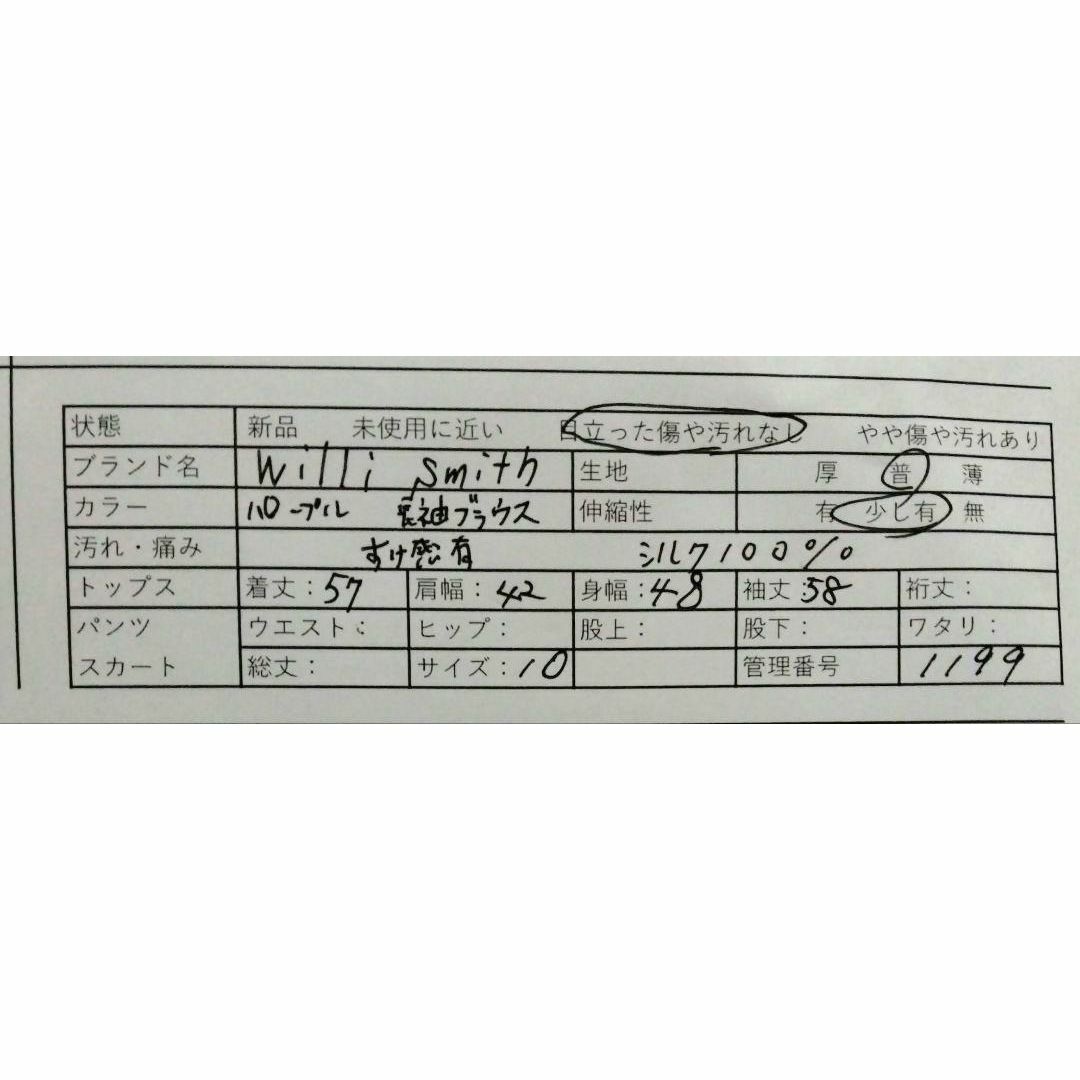 状態 新品 未使用に近い 目立った傷や汚れなし やや傷や汚れあり
ブランド名 Willi Smith 生地 厚 普 薄
カラー パープル 長袖ブラウス 伸縮性 有 少し有 無
汚れ・痛み すけ感有 シルク100%
トップス 着丈：57 肩幅：42 身幅：48 袖丈：58 裄丈：
パンツ ウエスト： ヒップ： 股上： 股下： ワタリ：
スカート 総丈： サイズ：10 管理番号 1199